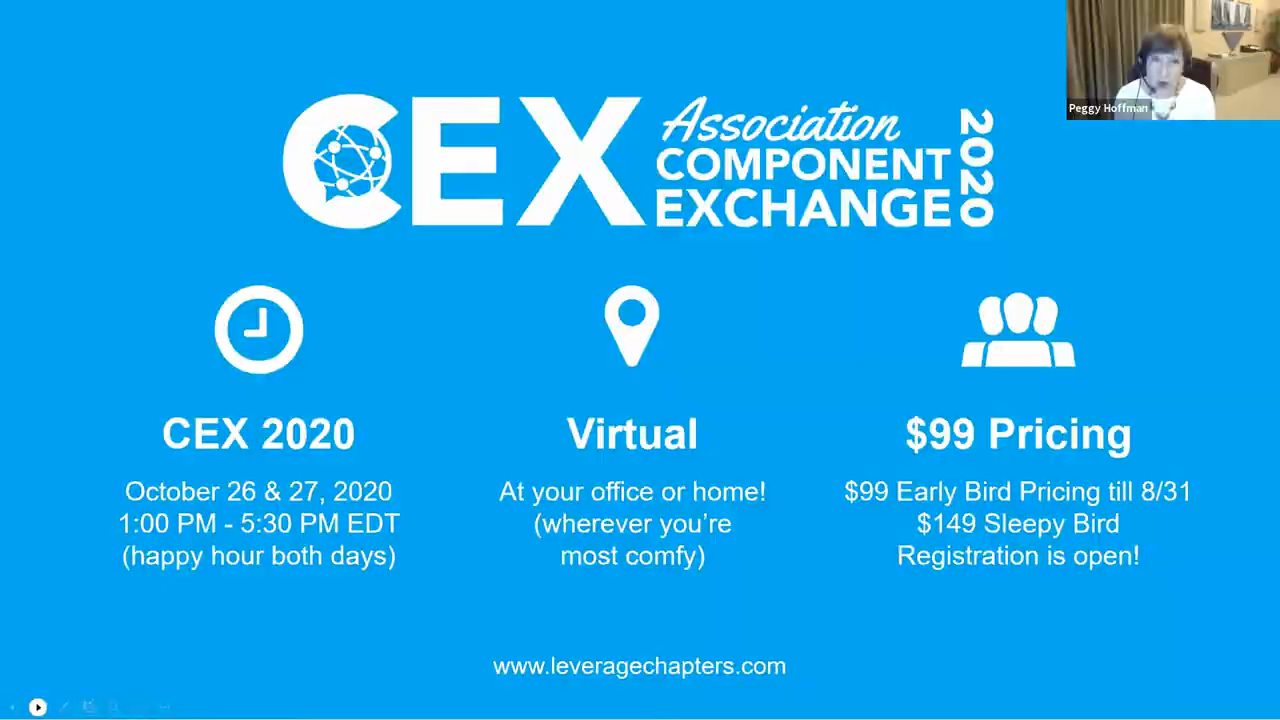 CEX
Association
COMPONENT
EXCHANGE
2020
Peggy Hoffman
CEX 2020
October 26 & 27, 2020
1:00 PM - 5:30 PM EDT
(happy hour both days)
Virtual
At your office or home!
(wherever you’re
most comfy)
$99 Pricing
$99 Early Bird Pricing till 8/31
$149 Sleepy Bird
Registration is open!
www.leveragechapters.com